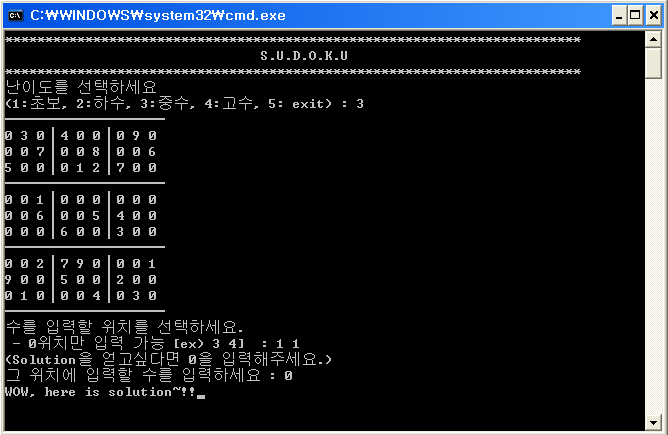 C:₩WINDOWS₩system32₩cmd.exe
************************************************************************
S.U.D.O.K.U
************************************************************************
난이도를 선택하세요
(1:초보, 2:하수, 3:중수, 4:고수, 5: exit) : 3
0 3 0 | 4 0 0 | 0 9 0
0 0 7 | 0 0 8 | 0 0 6
5 0 0 | 0 1 2 | 7 0 0
0 0 1 | 0 0 0 | 0 0 0
0 0 6 | 0 0 5 | 4 0 0
0 0 0 | 6 0 0 | 3 0 0
0 0 2 | 7 9 0 | 0 0 1
9 0 0 | 5 0 0 | 2 0 0
0 1 0 | 0 0 4 | 0 3 0
수를 입력할 위치를 선택하세요.
- 0위치만 입력 가능 [ex) 3 4]  : 1 1
(Solution을 얻고싶다면 0을 입력해주세요.)
그 위치에 입력할 수를 입력하세요 : 0
WOW, here is solution~!!_